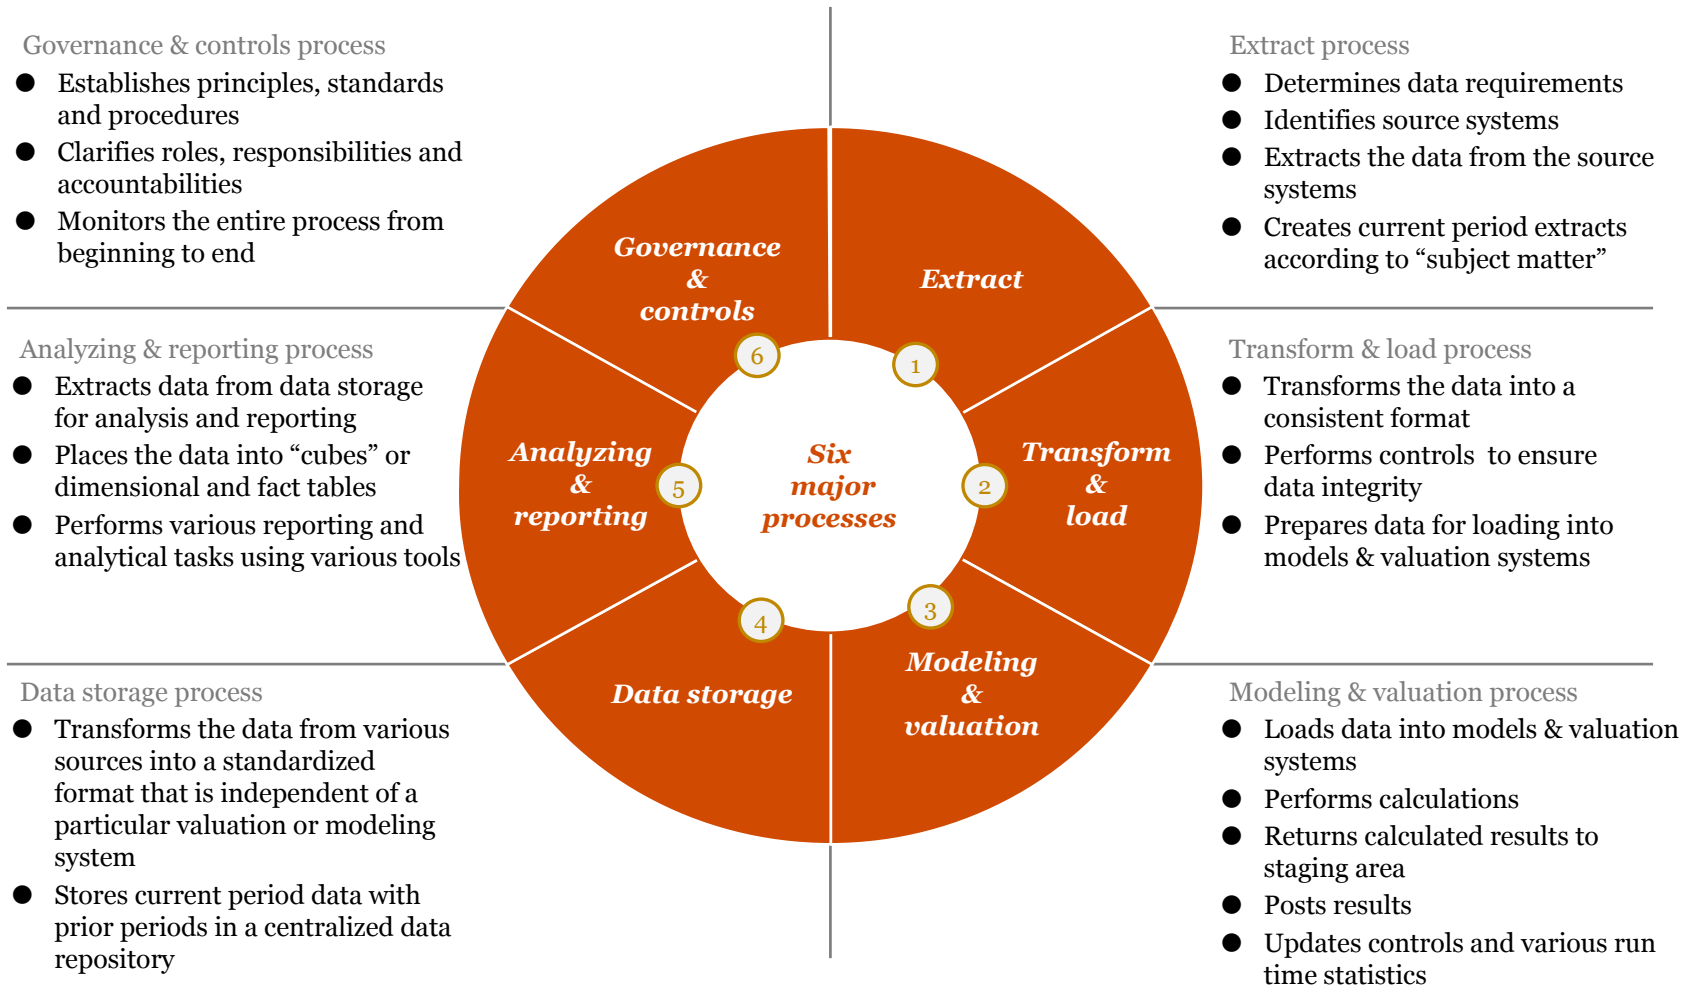 Governance & controls process
● Establishes principles, standards
and procedures
● Clarifies roles, responsibilities and
accountabilities
● Monitors the entire process from
beginning to end
Extract process
● Determines data requirements
● Identifies source systems
● Extracts the data from the source
systems
● Creates current period extracts
according to “subject matter”
Analyzing & reporting process
● Extracts data from data storage
for analysis and reporting
● Places the data into “cubes” or
dimensional and fact tables
● Performs various reporting and
analytical tasks using various tools
Transform & load process
● Transforms the data into a
consistent format
● Performs controls  to ensure
data integrity
● Prepares data for loading into
models & valuation systems
Data storage process
● Transforms the data from various
sources into a standardized
format that is independent of a
particular valuation or modeling
system
● Stores current period data with
prior periods in a centralized data
repository
Modeling & valuation process
● Loads data into models & valuation
systems
● Performs calculations
● Returns calculated results to
staging area
● Posts results
● Updates controls and various run
time statistics
Six
major
processes
Extract
1
Transform
&
load
2
Modeling
&
valuation
3
Data storage
4
Analyzing
&
reporting
5
Governance
&
controls
6